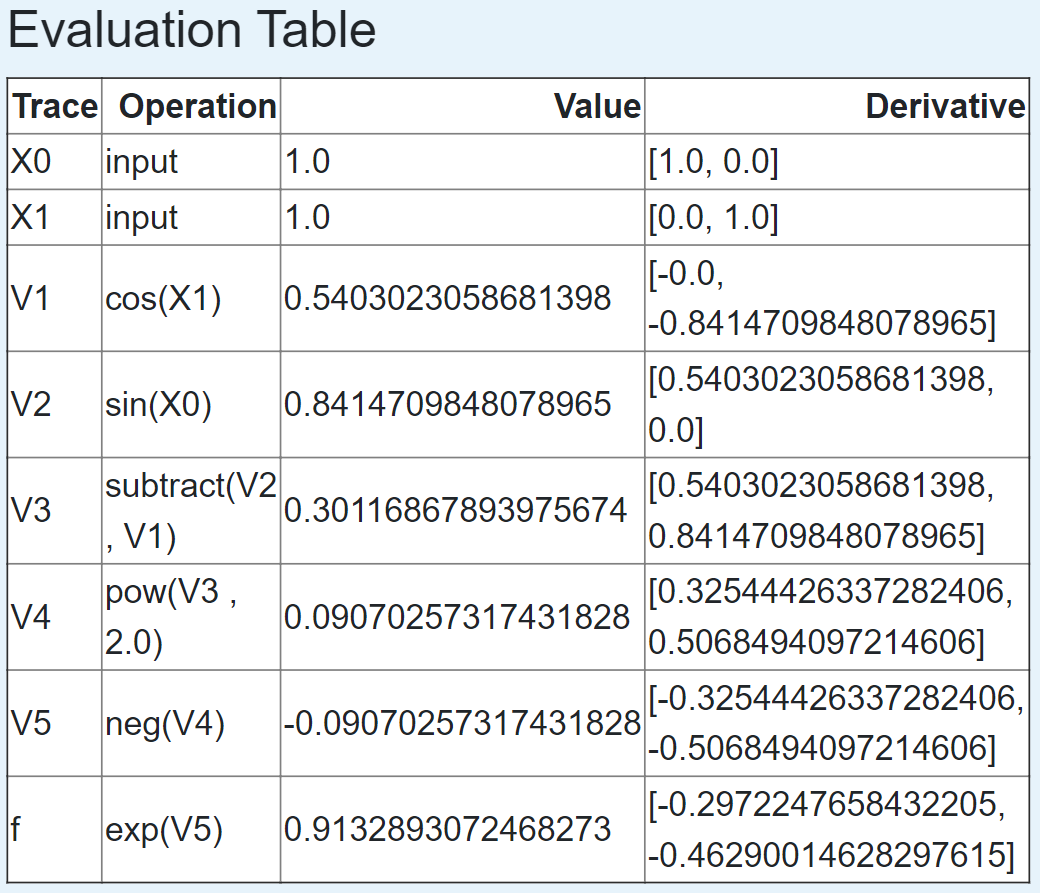 Evaluation Table
Trace Operation Value Derivative
X0 input 1.0 [1.0, 0.0]
X1 input 1.0 [0.0, 1.0]
V1 cos(X1) 0.5403023058681398 [-0.0,
-0.8414709848078965]
V2 sin(X0) 0.8414709848078965 [0.5403023058681398,
0.0]
V3 subtract(V2 0.30116867893975674 [0.5403023058681398,
, V1) 0.8414709848078965]
V4 pow(V3 , 0.09070257317431828 [0.32544426337282406,
2.0) 0.5068494097214606]
V5 neg(V4) -0.09070257317431828 [-0.32544426337282406,
-0.5068494097214606]
f exp(V5) 0.9132893072468273 [-0.2972247658432205,
-0.46290014628297615]